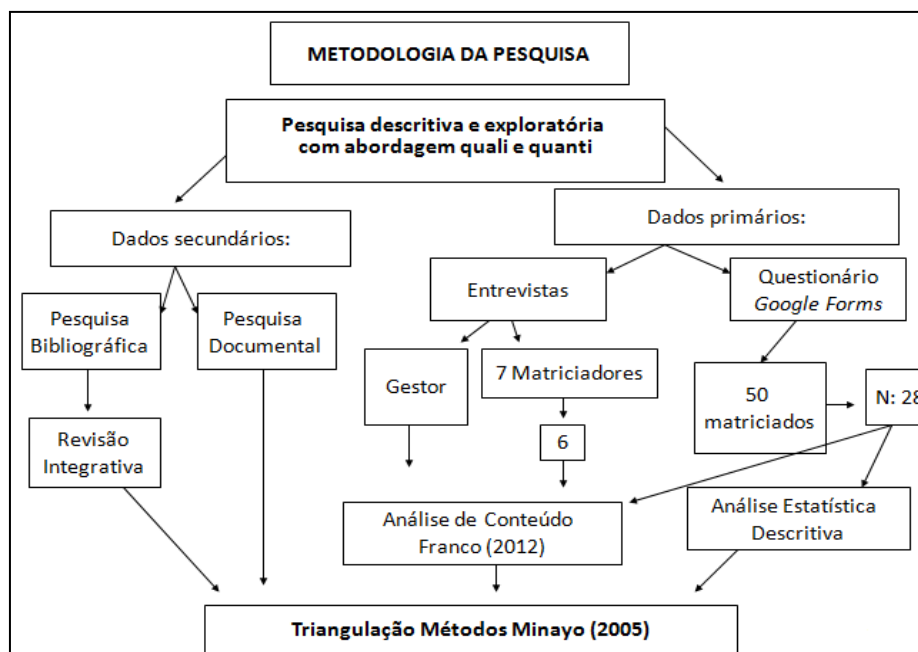 METODOLOGIA DA PESQUISA
Pesquisa descritiva e exploratória
com abordagem quali e quanti
Dados secundários:
Dados primários:
Pesquisa
Bibliográfica
Pesquisa
Documental
Entrevistas
Questionário
Google Forms
Gestor
7 Matriciadores
50
matriciados
N: 28
Revisão
Integrativa
6
Análise de Conteúdo
Franco (2012)
Análise Estatística
Descritiva
Triangulação Métodos Minayo (2005)